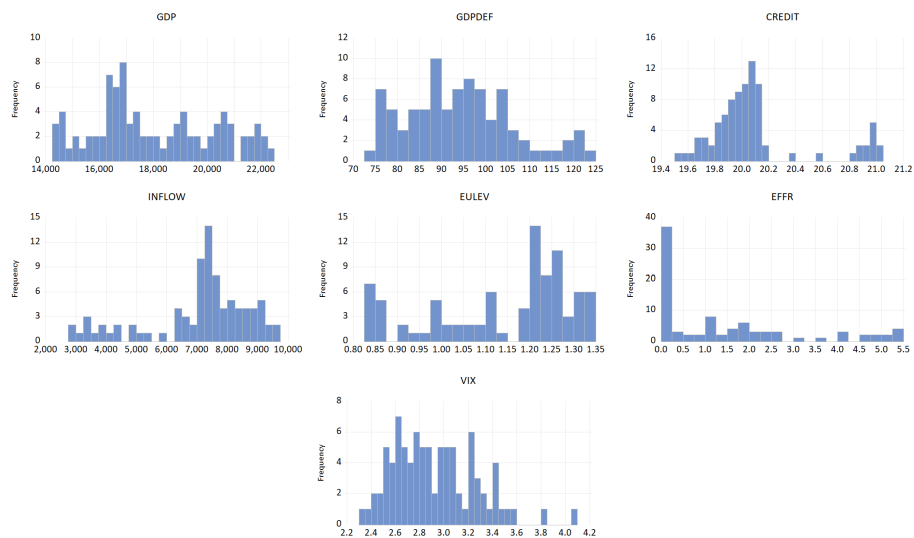 GDP
Frequency
10
8
6
4
2
0
14,000 16,000 18,000 20,000 22,000
GDPDEF
Frequency
12
10
8
6
4
2
0
70 75 80 85 90 95 100 105 110 115 120 125
CREDIT
Frequency
16
12
8
4
0
19.4 19.6 19.8 20.0 20.2 20.4 20.6 20.8 21.0 21.2
INFLOW
Frequency
15
12
9
6
3
0
2,000 3,000 4,000 5,000 6,000 7,000 8,000 9,000 10,000
EULEV
Frequency
15
12
9
6
3
0
0.80 0.85 0.90 0.95 1.00 1.05 1.10 1.15 1.20 1.25 1.30 1.35
EFFR
Frequency
40
30
20
10
0
0.0 0.5 1.0 1.5 2.0 2.5 3.0 3.5 4.0 4.5 5.0 5.5
VIX
Frequency
8
6
4
2
0
2.2 2.4 2.6 2.8 3.0 3.2 3.4 3.6 3.8 4.0 4.2